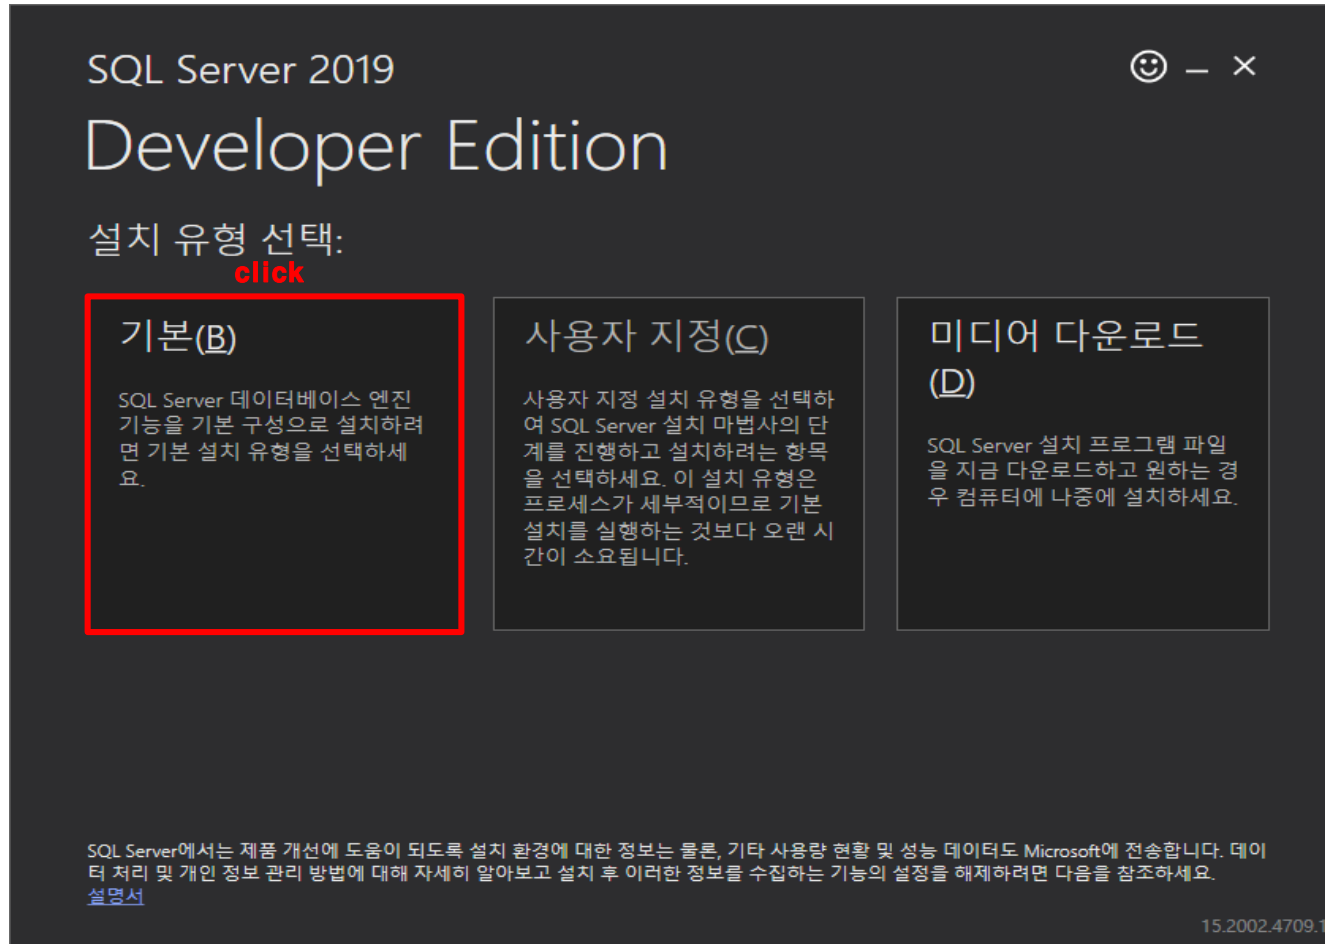 SQL Server 2019
Developer Edition
설치 유형 선택:
click
기본(B)
SQL Server 데이터베이스 엔진
기능을 기본 구성으로 설치하려
면 기본 설치 유형을 선택하세
요.
사용자 지정(C)
사용자 지정 설치 유형을 선택하
여 SQL Server 설치 마법사의 단
계를 진행하고 설치하려는 항목
을 선택하세요. 이 설치 유형은
프로세스가 세부적이므로 기본
설치를 실행하는 것보다 오랜 시
간이 소요됩니다.
미디어 다운로드
(D)
SQL Server 설치 프로그램 파일
을 지금 다운로드하고 원하는 경
우 컴퓨터에 나중에 설치하세요.
SQL Server에서는 제품 개선에 도움이 되도록 설치 환경에 대한 정보는 물론, 기타 사용량 현황 및 성능 데이터도 Microsoft에 전송합니다. 데이
터 처리 및 개인 정보 관리 방법에 대해 자세히 알아보고 설치 후 이러한 정보를 수집하는 기능의 설정을 해제하려면 다음을 참조하세요.
설명서
15.2002.4709.1